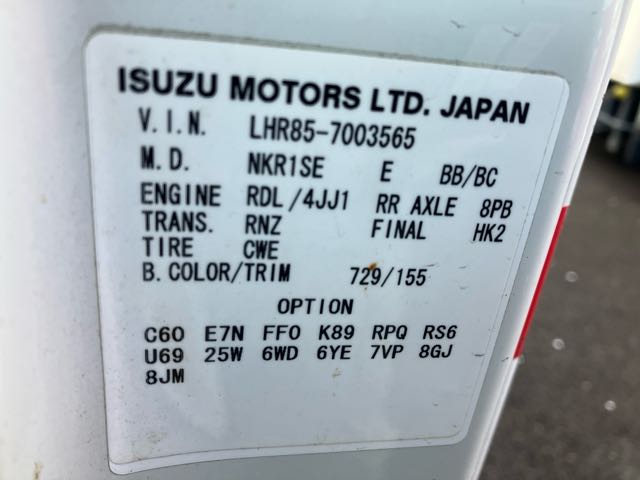 ISUZU MOTORS LTD. JAPAN
V.I.N. LHR85-7003565
M.D. NKR1SE E BB/BC
ENGINE RDL/4JJ1 RR AXLE 8PB
TRANS. RNZ FINAL HK2
TIRE CWE
B.COLOR/TRIM 729/155
OPTION
C60 E7N FF0 K89 RPQ RS6
U69 25W 6WD 6YE 7VP 8GJ
8JM